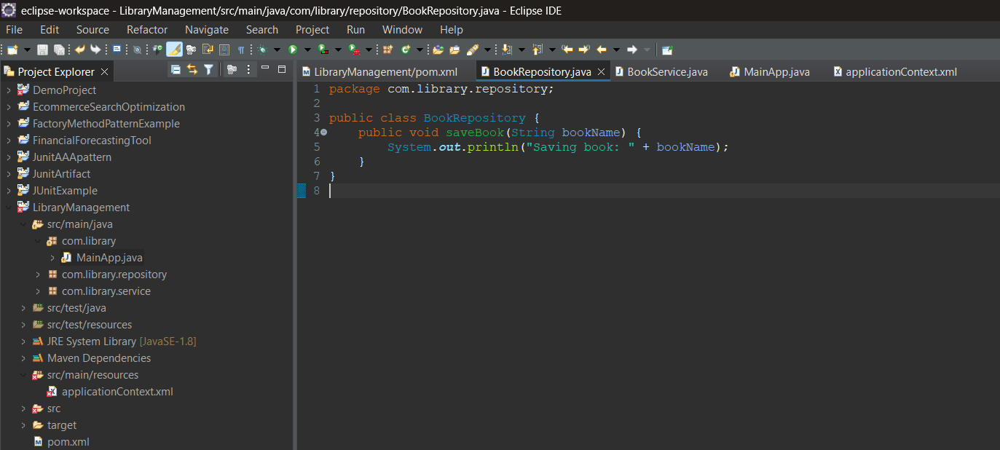 eclipse-workspace - LibraryManagement/src/main/java/com/library/repository/BookRepository.java - Eclipse IDE
File Edit Source Refactor Navigate Search Project Run Window Help
Project Explorer
DemoProject
EcommerceSearchOptimization
FactoryMethodPatternExample
FinancialForecastingTool
JunitAAApattern
JunitArtifact
JUnitExample
LibraryManagement
src/main/java
com.library
MainApp.java
com.library.repository
com.library.service
src/test/java
src/test/resources
JRE System Library [JavaSE-1.8]
Maven Dependencies
src/main/resources
applicationContext.xml
src
target
pom.xml
LibraryManagement/pom.xml BookRepository.java BookService.java MainApp.java applicationContext.xml
1 package com.library.repository;
2
3 public class BookRepository {
4 public void saveBook(String bookName) {
5 System.out.println("Saving book: " + bookName);
6 }
7 }
8